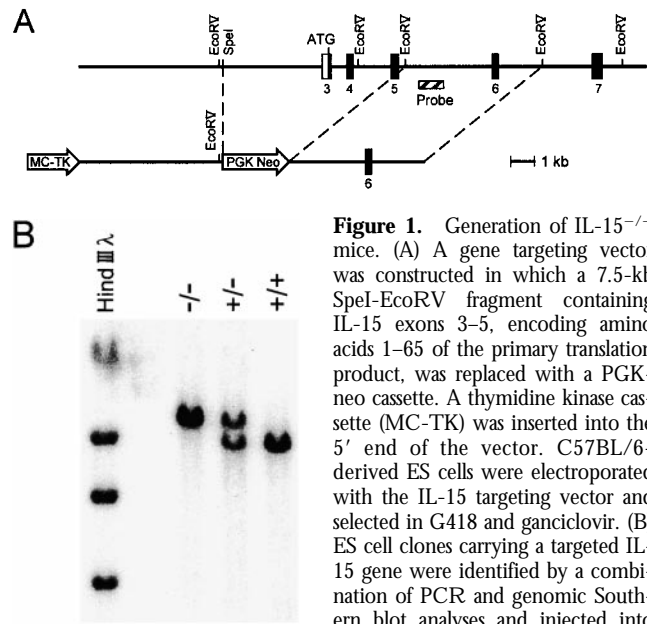 A
EcoRV
SpeI
ATG
EcoRV
EcoRV
EcoRV
EcoRV
3
4
5
6
7
Probe
EcoRV
MC-TK
PGK Neo
6
1 kb
B
Hind III λ
-/-
+/-
+/+
Figure 1. Generation of IL-15−/−
mice. (A) A gene targeting vector
was constructed in which a 7.5-kb
SpeI-EcoRV fragment containing
IL-15 exons 3–5, encoding amino
acids 1–65 of the primary translation
product, was replaced with a PGK-
neo cassette. A thymidine kinase cas-
sette (MC-TK) was inserted into the
5′ end of the vector. C57BL/6-
derived ES cells were electroporated
with the IL-15 targeting vector and
selected in G418 and ganciclovir. (B)
ES cell clones carrying a targeted IL-
15 gene were identified by a combi-
nation of PCR and genomic South-
ern blot analyses and injected into